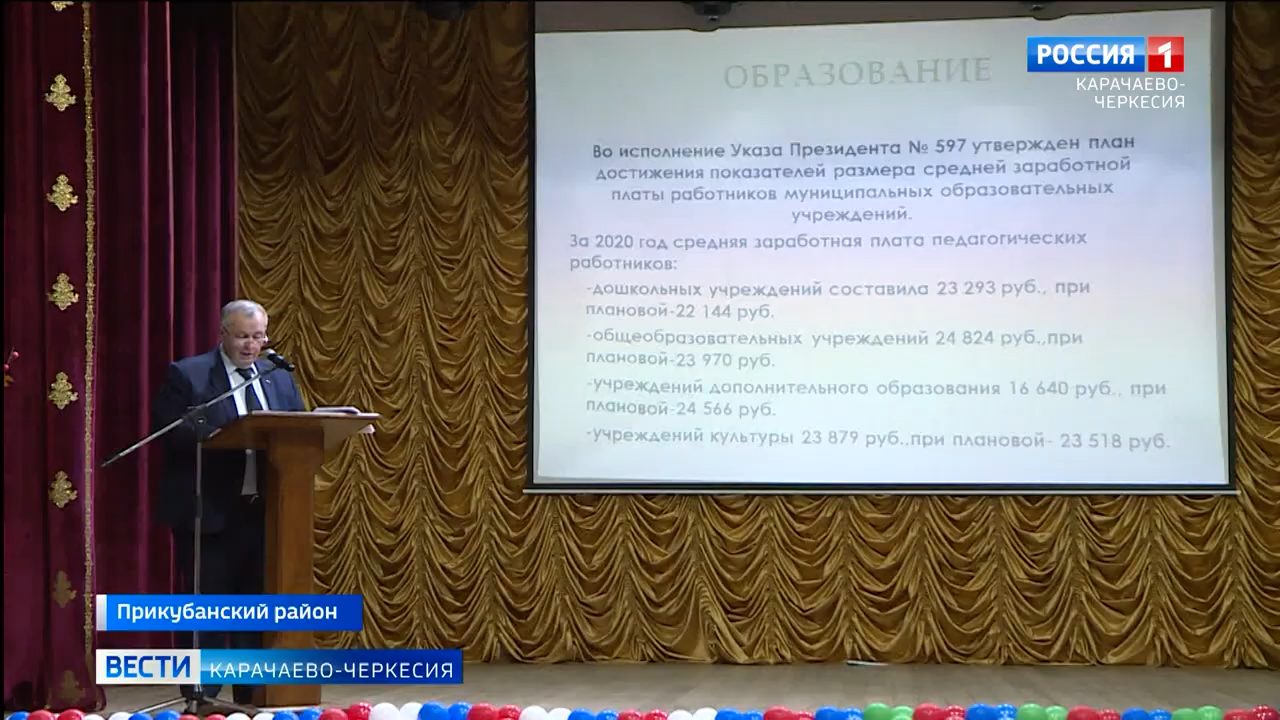 РОССИЯ 1
КАРАЧАЕВО-
ЧЕРКЕСИЯ
ОБРАЗОВАНИЕ
Во исполнение Указа Президента № 597 утвержден план
достижения показателей размера средней заработной
платы работников муниципальных образовательных
учреждений.
За 2020 год средняя заработная плата педагогических
работников:
-дошкольных учреждений составила 23 293 руб., при
плановой-22 144 руб.
-общеобразовательных учреждений 24 824 руб.,при
плановой-23 970 руб.
-учреждений дополнительного образования 16 640 руб., при
плановой-24 566 руб.
-учреждений культуры 23 879 руб.,при плановой- 23 518 руб.
Прикубанский район
ВЕСТИ КАРАЧАЕВО-ЧЕРКЕСИЯ